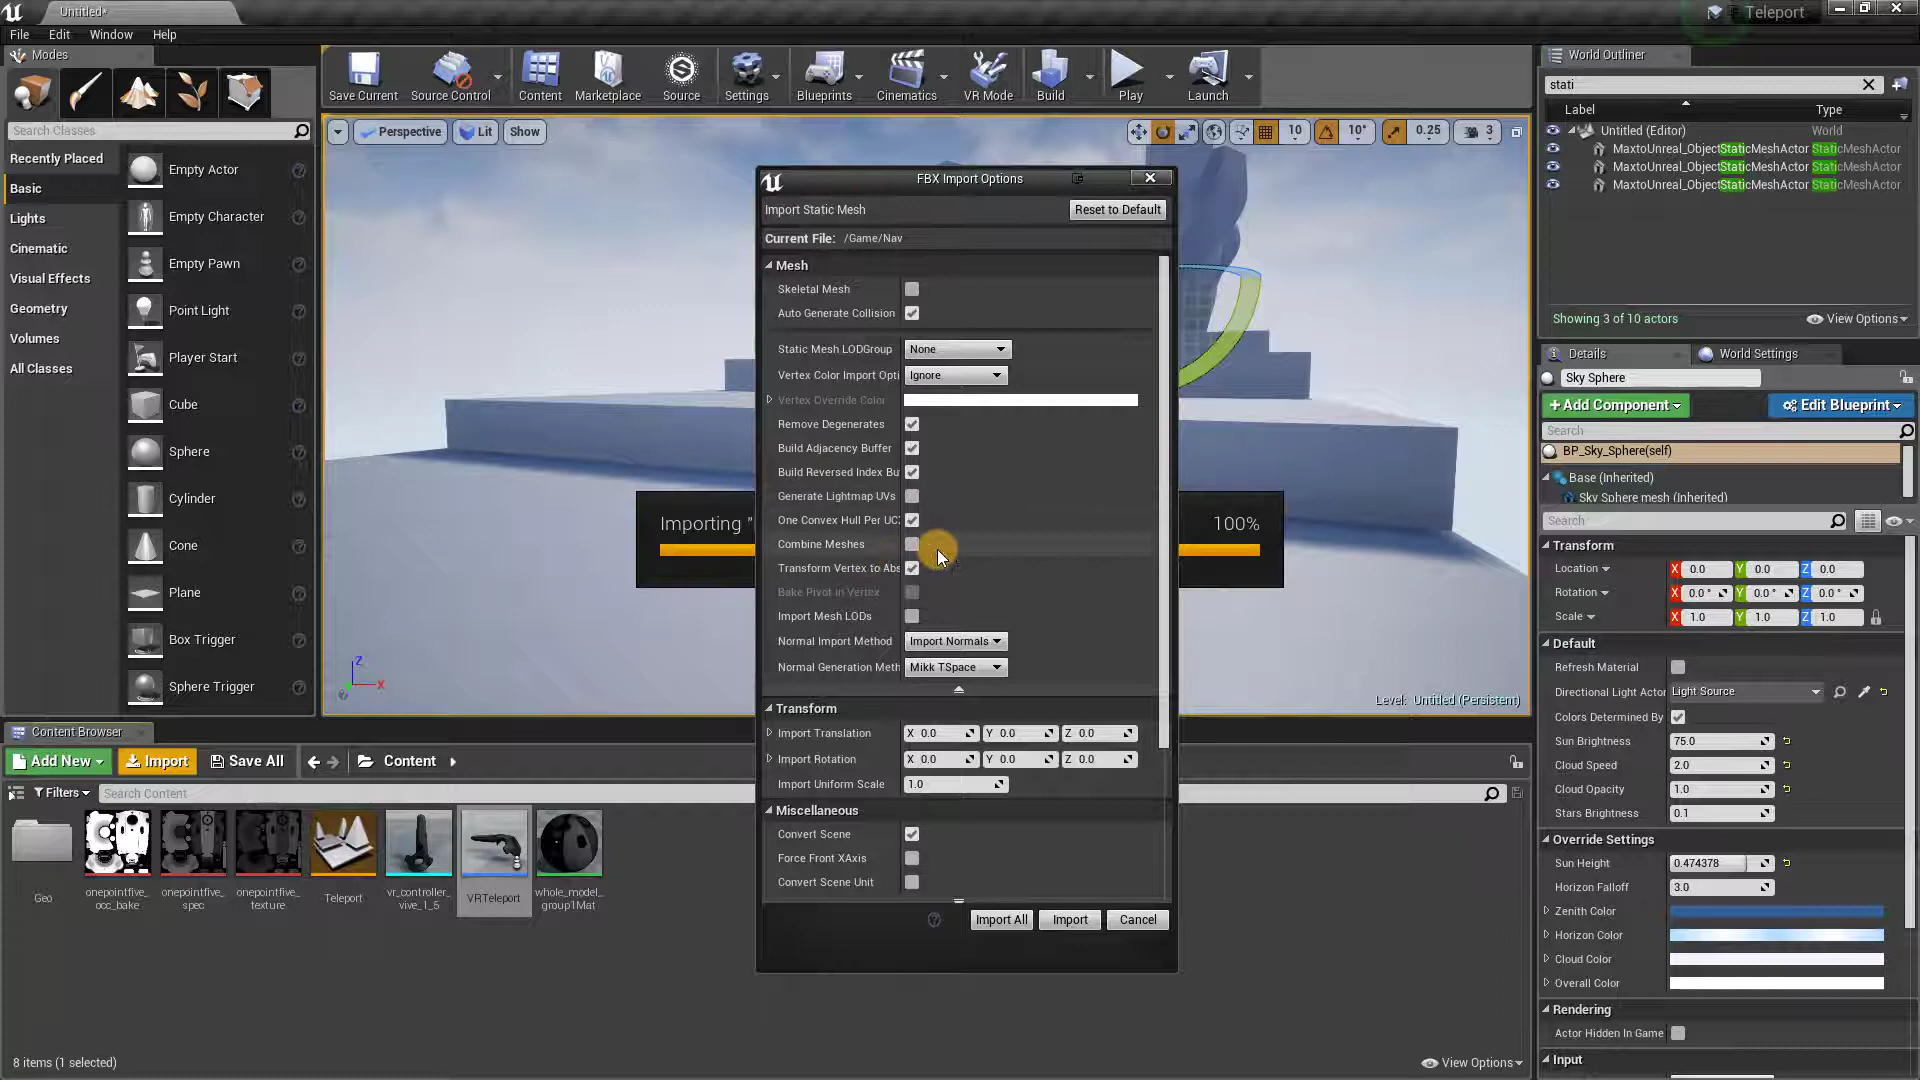 Untitled*
Teleport
File Edit Window Help
Modes
Save Current
Source Control
Content
Marketplace
Source
Settings
Blueprints
Cinematics
VR Mode
Build
Play
Launch
Search Classes
Recently Placed
Basic
Lights
Cinematic
Visual Effects
Geometry
Volumes
All Classes
Empty Actor
Empty Character
Empty Pawn
Point Light
Player Start
Cube
Sphere
Cylinder
Cone
Plane
Box Trigger
Sphere Trigger
Perspective Lit Show
10 10° 0.25 3
Importing "
100%
Level: Untitled (Persistent)
Z
X
FBX Import Options
Import Static Mesh
Reset to Default
Current File: /Game/Nav
Mesh
Skeletal Mesh
Auto Generate Collision
Static Mesh LODGroup None
Vertex Color Import Opti Ignore
Vertex Override Color
Remove Degenerates
Build Adjacency Buffer
Build Reversed Index Bu
Generate Lightmap UVs
One Convex Hull Per UC
Combine Meshes
Transform Vertex to Abs
Bake Pivot in Vertex
Import Mesh LODs
Normal Import Method Import Normals
Normal Generation Meth Mikk TSpace
Transform
Import Translation X 0.0 Y 0.0 Z 0.0
Import Rotation X 0.0 Y 0.0 Z 0.0
Import Uniform Scale 1.0
Miscellaneous
Convert Scene
Force Front XAxis
Convert Scene Unit
Import All Import Cancel
World Outliner
stati
Label Type
Untitled (Editor) World
MaxtoUnreal_ObjectStaticMeshActor StaticMeshActor
MaxtoUnreal_ObjectStaticMeshActor StaticMeshActor
MaxtoUnreal_ObjectStaticMeshActor StaticMeshActor
Showing 3 of 10 actors
View Options
Details World Settings
Sky Sphere
+Add Component Edit Blueprint
Search
BP_Sky_Sphere(self)
Base (Inherited)
Sky Sphere mesh (Inherited)
Search
Transform
Location X 0.0 Y 0.0 Z 0.0
Rotation X 0.0° Y 0.0° Z 0.0°
Scale X 1.0 Y 1.0 Z 1.0
Default
Refresh Material
Directional Light Actor Light Source
Colors Determined By
Sun Brightness 75.0
Cloud Speed 2.0
Cloud Opacity 1.0
Stars Brightness 0.1
Override Settings
Sun Height 0.474378
Horizon Falloff 3.0
Zenith Color
Horizon Color
Cloud Color
Overall Color
Rendering
Actor Hidden In Game
Input
Content Browser
Add New Import Save All Content
Filters Search Content
Geo
onepointfive_
occ_bake
onepointfive_
spec
onepointfive_
texture
Teleport
vr_controller_
vive_1_5
VRTeleport
whole_model_
group1Mat
8 items (1 selected)
View Options